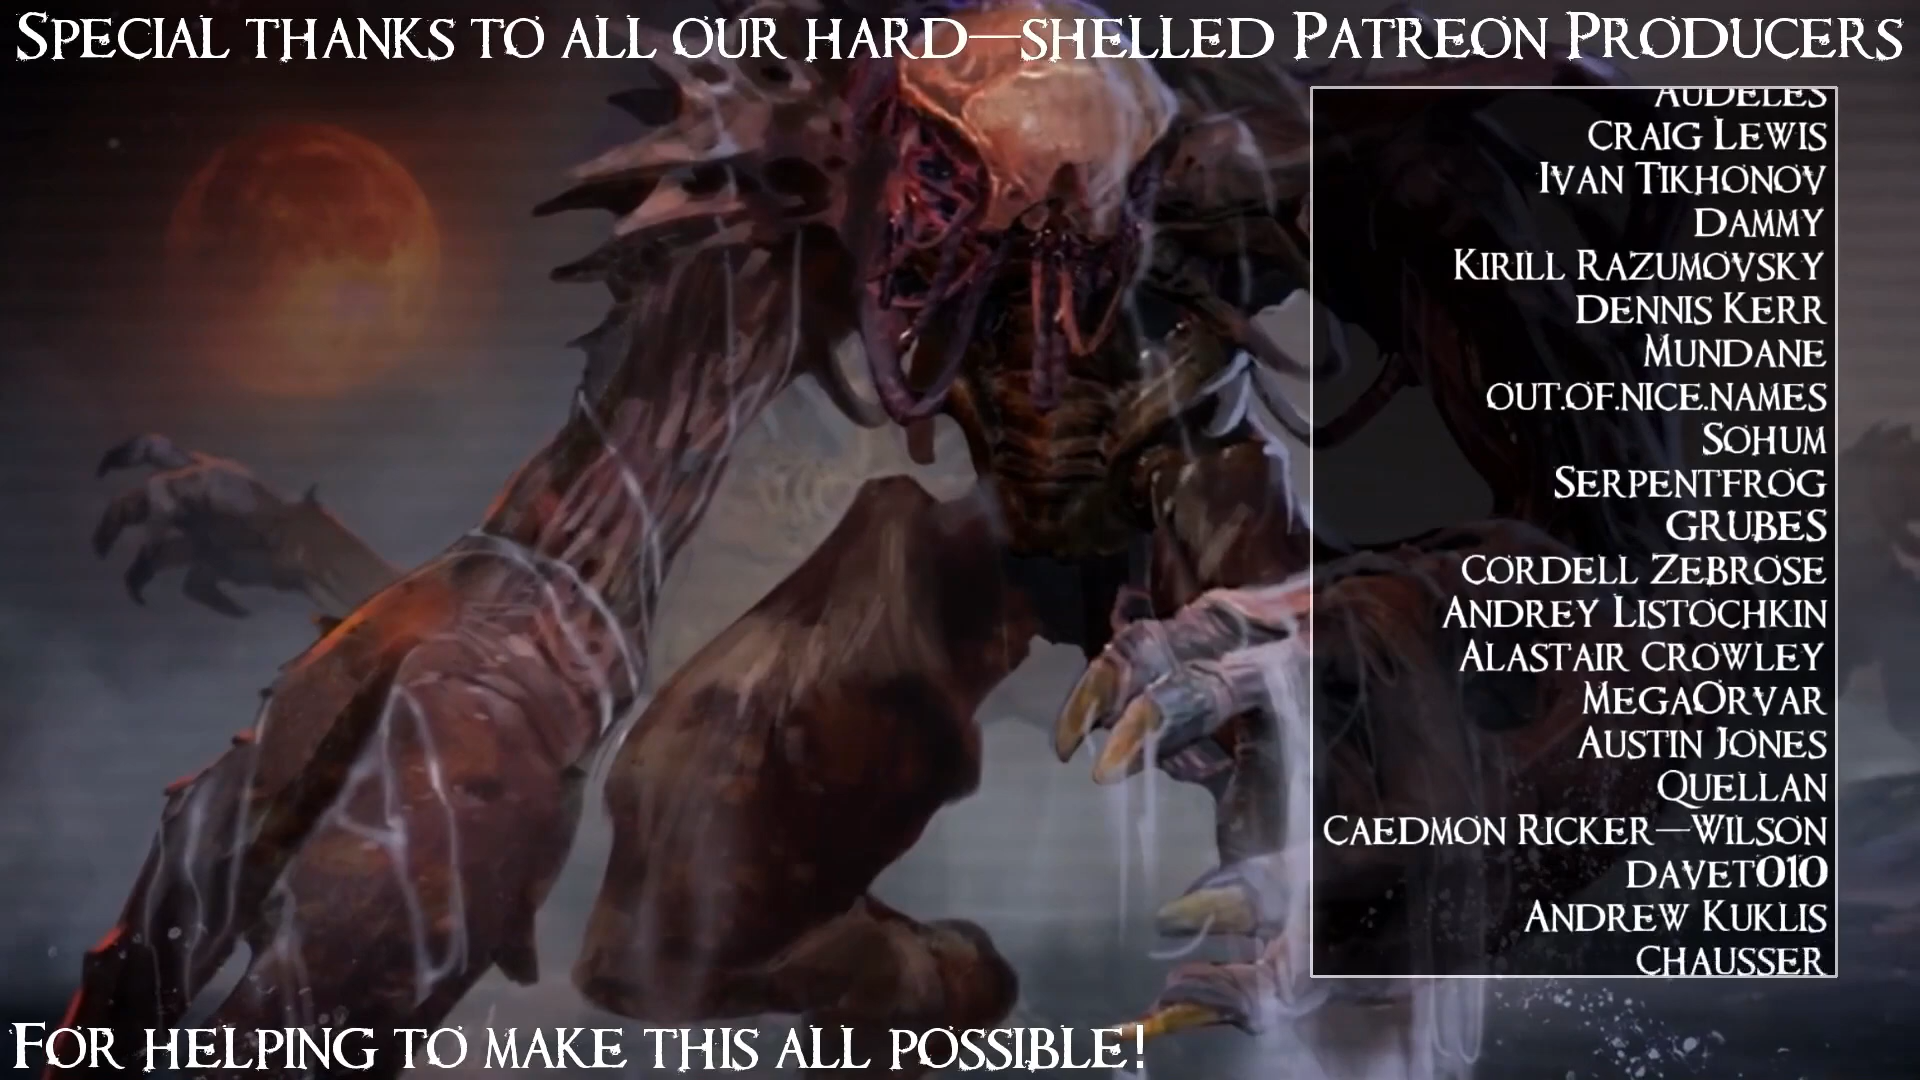 Special thanks to all our hard—shelled Patreon Producers
Audeles
Craig Lewis
Ivan Tikhonov
Dammy
Kirill Razumovsky
Dennis Kerr
Mundane
out.of.nice.names
Sohum
Serpentfrog
GRUBES
Cordell Zebrose
Andrey Listochkin
Alastair Crowley
MegaOrvar
Austin Jones
Quellan
Caedmon Ricker—Wilson
davet010
Andrew Kuklis
Chausser
For helping to make this all possible!